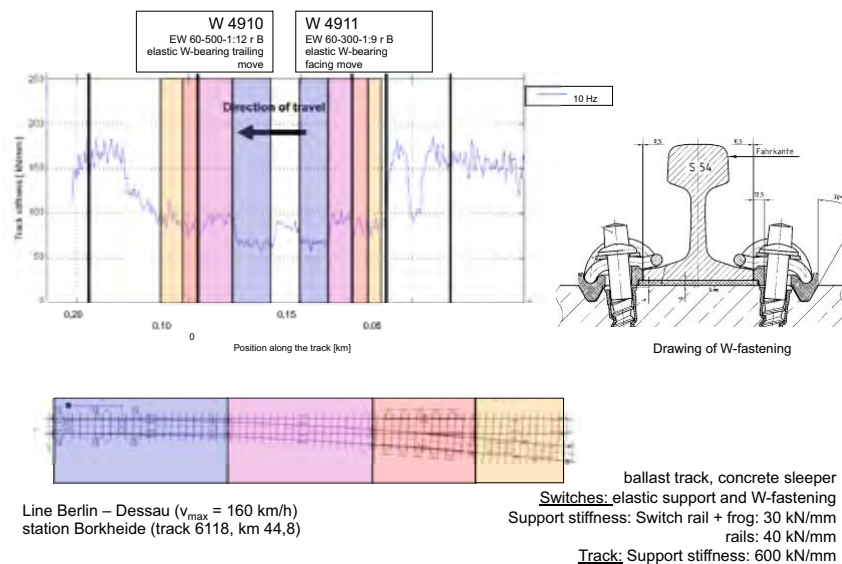 W 4910
EW 60-500-1:12 r B
elastic W-bearing trailing
move
W 4911
EW 60-300-1:9 r B
elastic W-bearing
facing move
250
200
150
100
50
0
Track stiffness [ kN/mm ]
Direction of travel
10 Hz
0,20
0,10
0,15
0,05
0
Position along the track [km]
Fahrkante
S 54
Drawing of W-fastening
Line Berlin – Dessau (vmax = 160 km/h)
station Borkheide (track 6118, km 44,8)
ballast track, concrete sleeper
Switches: elastic support and W-fastening
Support stiffness: Switch rail + frog: 30 kN/mm
rails: 40 kN/mm
Track: Support stiffness: 600 kN/mm